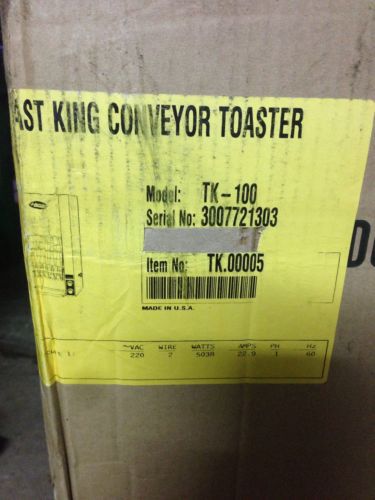 AST KING CONVEYOR TOASTER
Model: TK-100
Serial No: 3007721303
Item No: TK.00005
MADE IN U.S.A.
~VAC WIRE WATTS AMPS PH Hz
220 2 5038 22.9 1 60